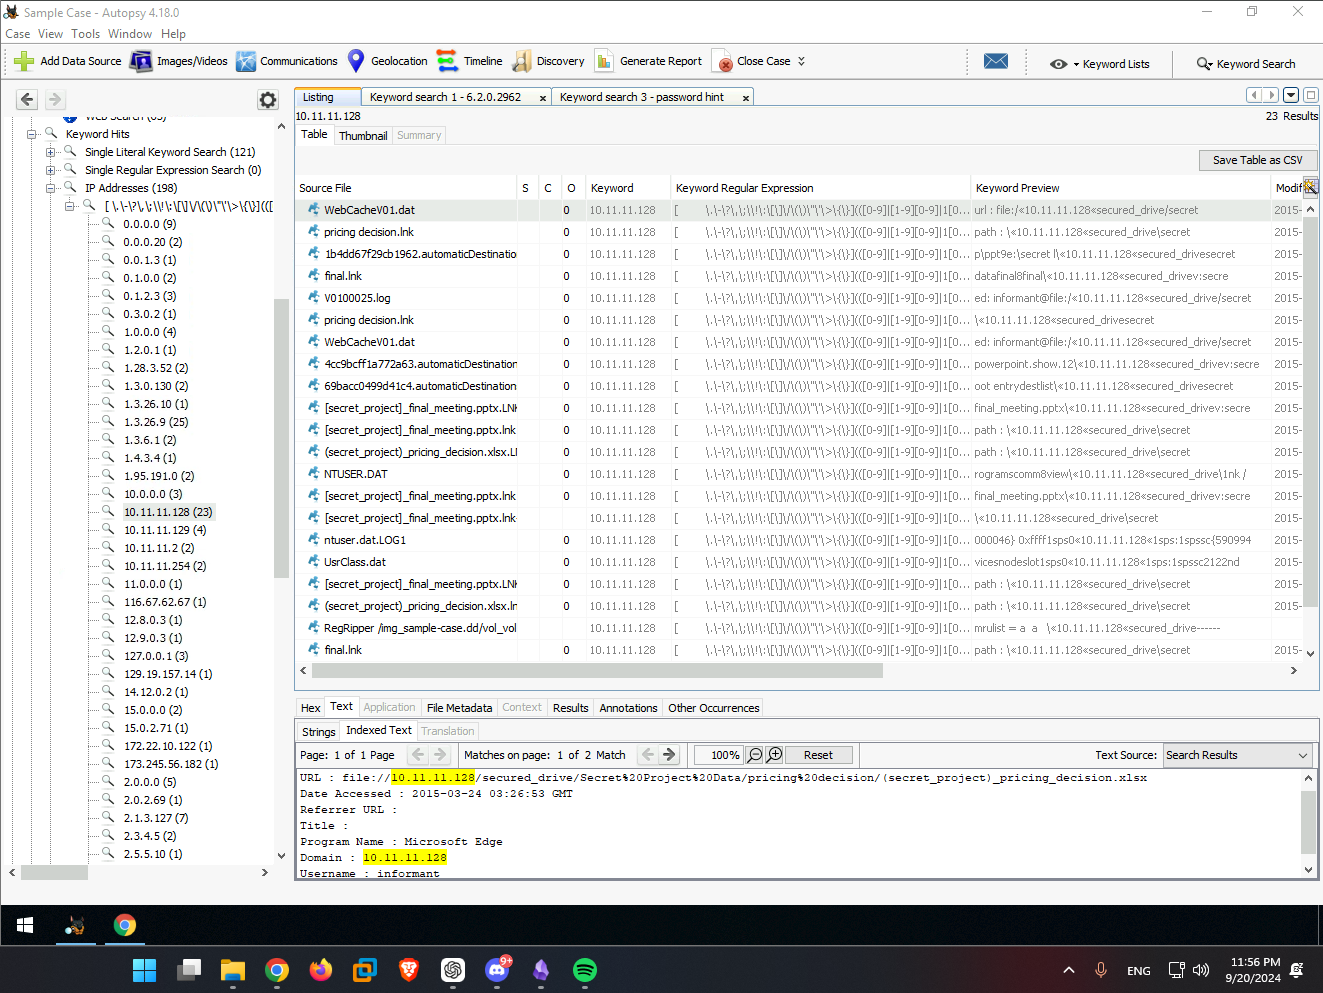 Sample Case - Autopsy 4.18.0
Case View Tools Window Help
Add Data Source Images/Videos Communications Geolocation Timeline Discovery Generate Report Close Case Keyword Lists Keyword Search
Listing Keyword search 1 - 6.2.0.2962 x Keyword search 3 - password hint x
10.11.11.128 23 Results
Table Thumbnail Summary
Save Table as CSV
Web Search (65)
Keyword Hits
Single Literal Keyword Search (121)
Single Regular Expression Search (0)
IP Addresses (198)
0.0.0.0 (9)
0.0.0.20 (2)
0.0.1.3 (1)
0.1.0.0 (2)
0.1.2.3 (3)
0.3.0.2 (1)
1.0.0.0 (4)
1.2.0.1 (1)
1.28.3.52 (2)
1.3.0.130 (2)
1.3.26.10 (1)
1.3.26.9 (25)
1.3.6.1 (2)
1.4.3.4 (1)
1.95.191.0 (2)
10.0.0.0 (3)
10.11.11.128 (23)
10.11.11.129 (4)
10.11.11.2 (2)
10.11.11.254 (2)
11.0.0.0 (1)
116.67.62.67 (1)
12.8.0.3 (1)
12.9.0.3 (1)
127.0.0.1 (3)
129.19.157.14 (1)
14.12.0.2 (1)
15.0.0.0 (2)
15.0.2.71 (1)
172.22.10.122 (1)
173.245.56.182 (1)
2.0.0.0 (5)
2.0.2.69 (1)
2.1.3.127 (7)
2.3.4.5 (2)
2.5.5.10 (1)
Source File S C O Keyword Keyword Regular Expression Keyword Preview Modif
WebCacheV01.dat 0 10.11.11.128 url : file:/«10.11.11.128«secured_drive/secret 2015-
pricing decision.lnk 0 10.11.11.128 path : \«10.11.11.128«secured_drive\secret 2015-
1b4dd67f29cb1962.automaticDestinatio 0 10.11.11.128 p\ppt9e:\secret l\«10.11.11.128«secured_drivesecret 2015-
final.lnk 0 10.11.11.128 datafinal8final\«10.11.11.128«secured_drivev:secre 2015-
V0100025.log 0 10.11.11.128 ed: informant@file:/«10.11.11.128«secured_drive/secret 2015-
pricing decision.lnk 0 10.11.11.128 \«10.11.11.128«secured_drivesecret 2015-
WebCacheV01.dat 0 10.11.11.128 ed: informant@file:/«10.11.11.128«secured_drive/secret 2015-
4cc9bcff1a772a63.automaticDestination 0 10.11.11.128 powerpoint.show.12\«10.11.11.128«secured_drivev:secre 2015-
69bacc0499d41c4.automaticDestination 0 10.11.11.128 oot entrydestlist\«10.11.11.128«secured_drivesecret 2015-
[secret_project]_final_meeting.pptx.LNK 0 10.11.11.128 final_meeting.pptx\«10.11.11.128«secured_drivev:secre 2015-
[secret_project]_final_meeting.pptx.lnk 0 10.11.11.128 path : \«10.11.11.128«secured_drive\secret 2015-
(secret_project)_pricing_decision.xlsx.Ll 0 10.11.11.128 path : \«10.11.11.128«secured_drive\secret 2015-
NTUSER.DAT 0 10.11.11.128 rogramscomm8view\«10.11.11.128«secured_drive\1nk / 2015-
[secret_project]_final_meeting.pptx.lnk 0 10.11.11.128 final_meeting.pptx\«10.11.11.128«secured_drivev:secre 2015-
[secret_project]_final_meeting.pptx.lnk 0 10.11.11.128 \«10.11.11.128«secured_drive\secret 2015-
ntuser.dat.LOG1 0 10.11.11.128 000046} 0xffff1sps0«10.11.11.128«1sps:1spssc{590994 2015-
UsrClass.dat 0 10.11.11.128 vicesnodeslot1sps0«10.11.11.128«1sps:1spssc2122nd 2015-
[secret_project]_final_meeting.pptx.LNK 0 10.11.11.128 path : \«10.11.11.128«secured_drive\secret 2015-
(secret_project)_pricing_decision.xlsx.ln 0 10.11.11.128 path : \«10.11.11.128«secured_drive\secret 2015-
RegRipper /img_sample-case.dd/vol_vol 10.11.11.128 mrulist = a a \«10.11.11.128«secured_drive------
final.lnk 0 10.11.11.128 path : \«10.11.11.128«secured_drive\secret 2015-
Hex Text Application File Metadata Context Results Annotations Other Occurrences
Strings Indexed Text Translation
Page: 1 of 1 Page Matches on page: 1 of 2 Match 100% Reset Text Source: Search Results
URL : file://10.11.11.128/secured_drive/Secret%20Project%20Data/pricing%20decision/(secret_project)_pricing_decision.xlsx
Date Accessed : 2015-03-24 03:26:53 GMT
Referrer URL :
Title :
Program Name : Microsoft Edge
Domain : 10.11.11.128
Username : informant
9+
ENG
11:56 PM
9/20/2024